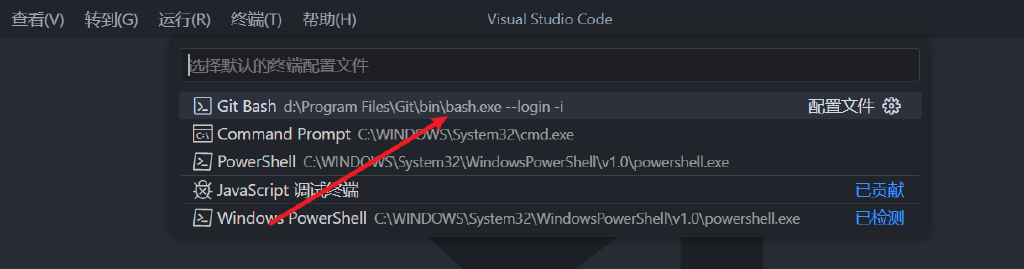 查看(V) 转到(G) 运行(R) 终端(T) 帮助(H) Visual Studio Code
选择默认的终端配置文件
Git Bash d:\Program Files\Git\bin\bash.exe --login -i 配置文件
Command Prompt C:\WINDOWS\System32\cmd.exe
PowerShell C:\WINDOWS\System32\WindowsPowerShell\v1.0\powershell.exe
JavaScript 调试终端 已贡献
Windows PowerShell C:\WINDOWS\System32\WindowsPowerShell\v1.0\powershell.exe 已检测